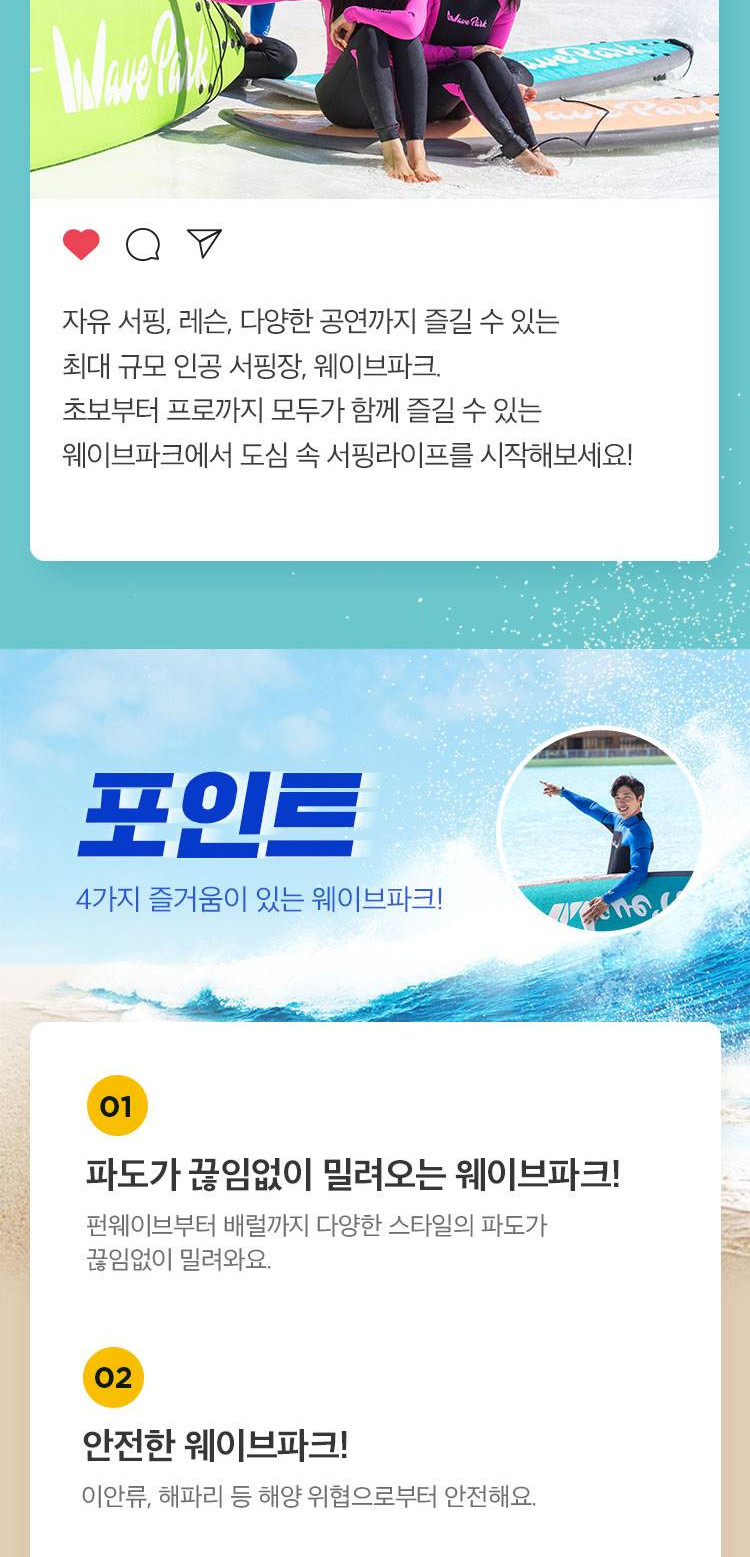 Wave Park
Wave Park
Wave Park
Wave Park
자유 서핑, 레슨, 다양한 공연까지 즐길 수 있는
최대 규모 인공 서핑장, 웨이브파크.
초보부터 프로까지 모두가 함께 즐길 수 있는
웨이브파크에서 도심 속 서핑라이프를 시작해보세요!
포인트
4가지 즐거움이 있는 웨이브파크!
01
파도가 끊임없이 밀려오는 웨이브파크!
펀웨이브부터 배럴까지 다양한 스타일의 파도가
끊임없이 밀려와요.
02
안전한 웨이브파크!
이안류, 해파리 등 해양 위협으로부터 안전해요.